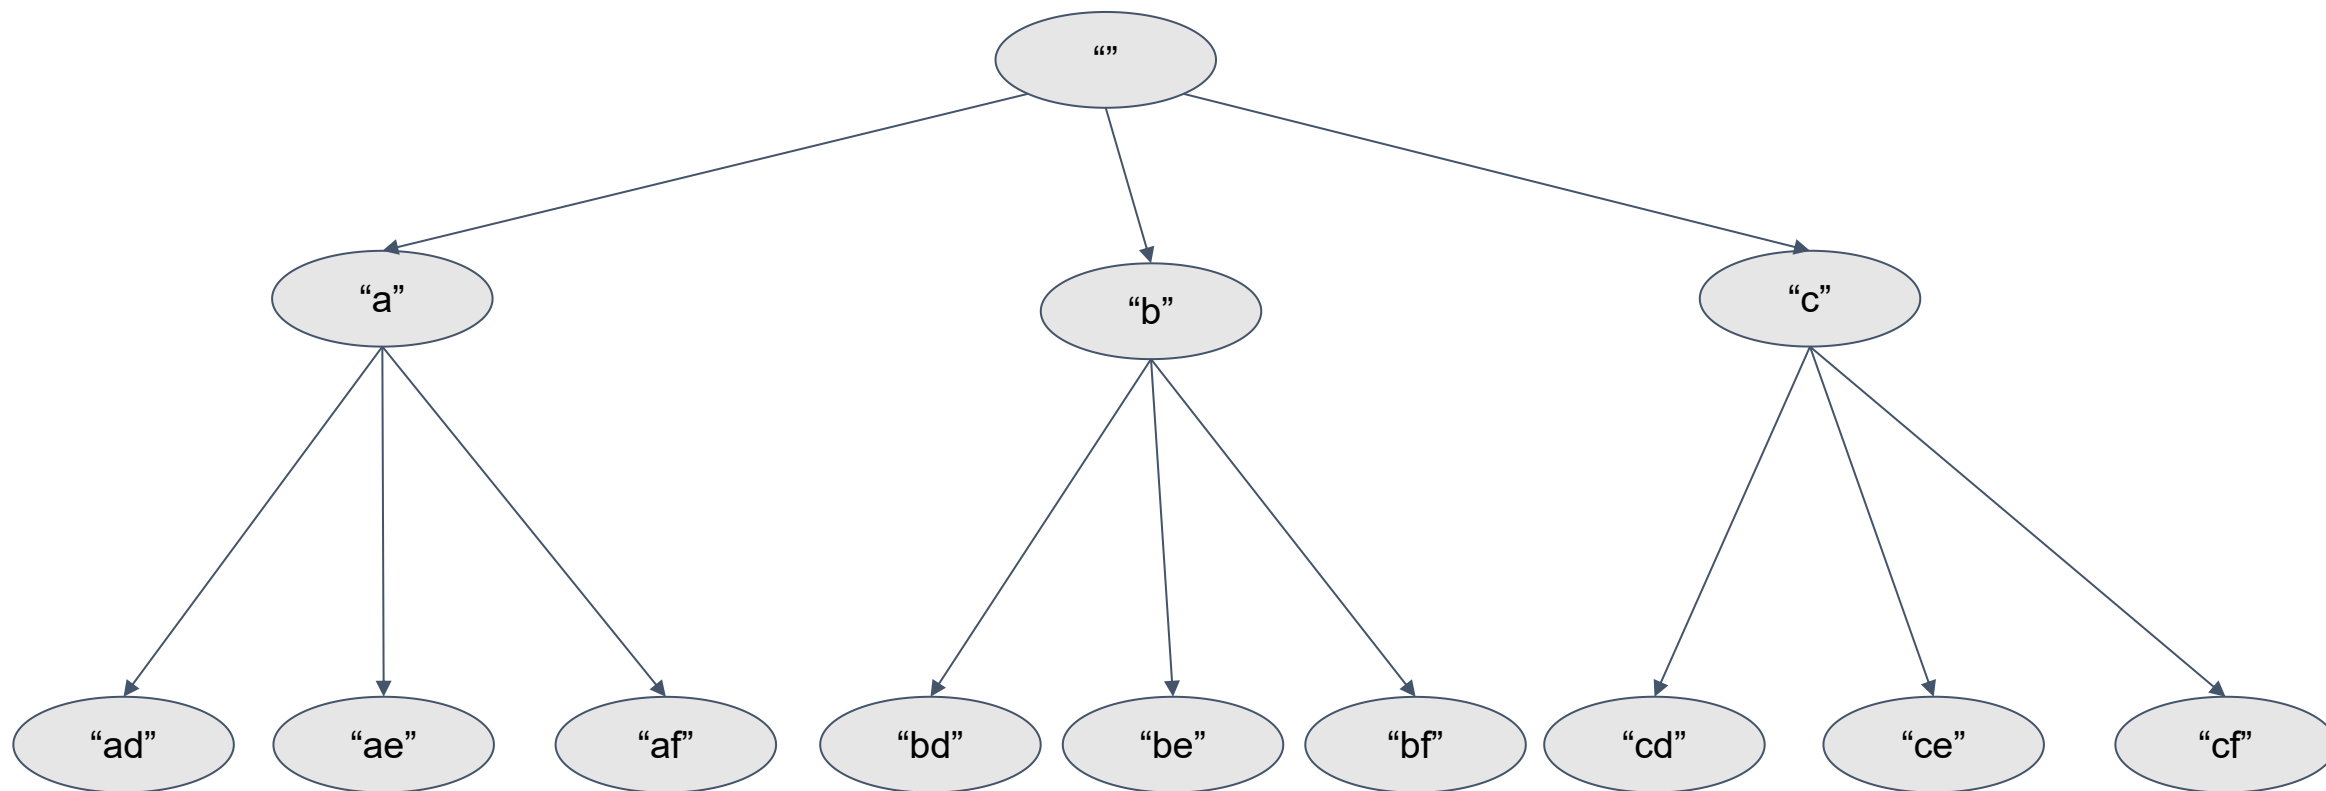 “”
“a” “b” “c”
“ad” “ae” “af” “bd” “be” “bf” “cd” “ce” “cf”